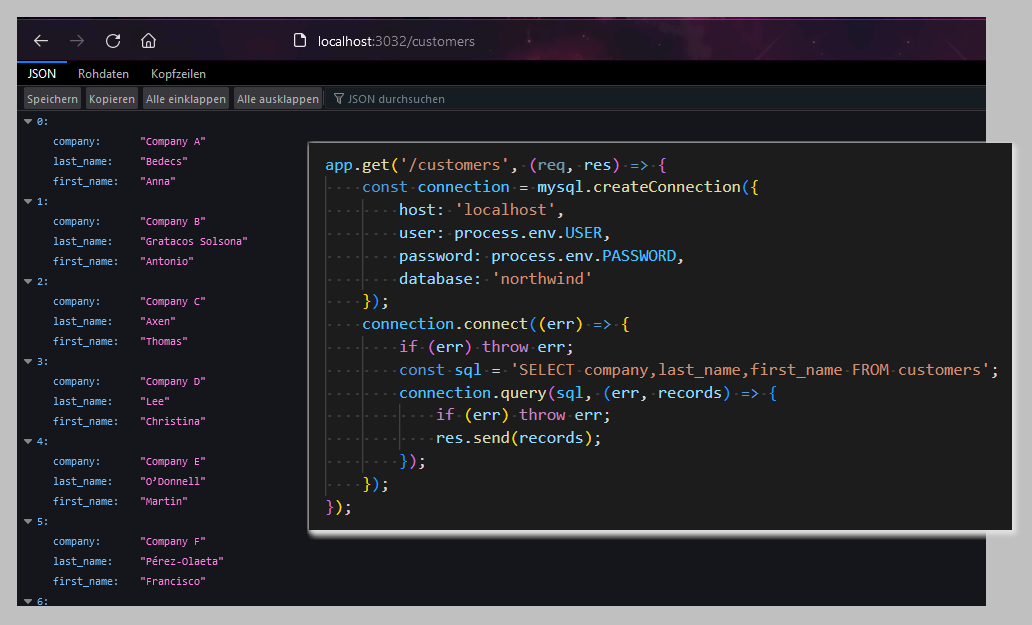 localhost:3032/customers
JSON Rohdaten Kopfzeilen
Speichern Kopieren Alle einklappen Alle ausklappen JSON durchsuchen
0:
company: "Company A"
last_name: "Bedecs"
first_name: "Anna"
1:
company: "Company B"
last_name: "Gratacos Solsona"
first_name: "Antonio"
2:
company: "Company C"
last_name: "Axen"
first_name: "Thomas"
3:
company: "Company D"
last_name: "Lee"
first_name: "Christina"
4:
company: "Company E"
last_name: "O’Donnell"
first_name: "Martin"
5:
company: "Company F"
last_name: "Pérez-Olaeta"
first_name: "Francisco"
6:
app.get('/customers', (req, res) => {
    const connection = mysql.createConnection({
        host: 'localhost',
        user: process.env.USER,
        password: process.env.PASSWORD,
        database: 'northwind'
    });
    connection.connect((err) => {
        if (err) throw err;
        const sql = 'SELECT company,last_name,first_name FROM customers';
        connection.query(sql, (err, records) => {
            if (err) throw err;
            res.send(records);
        });
    });
});